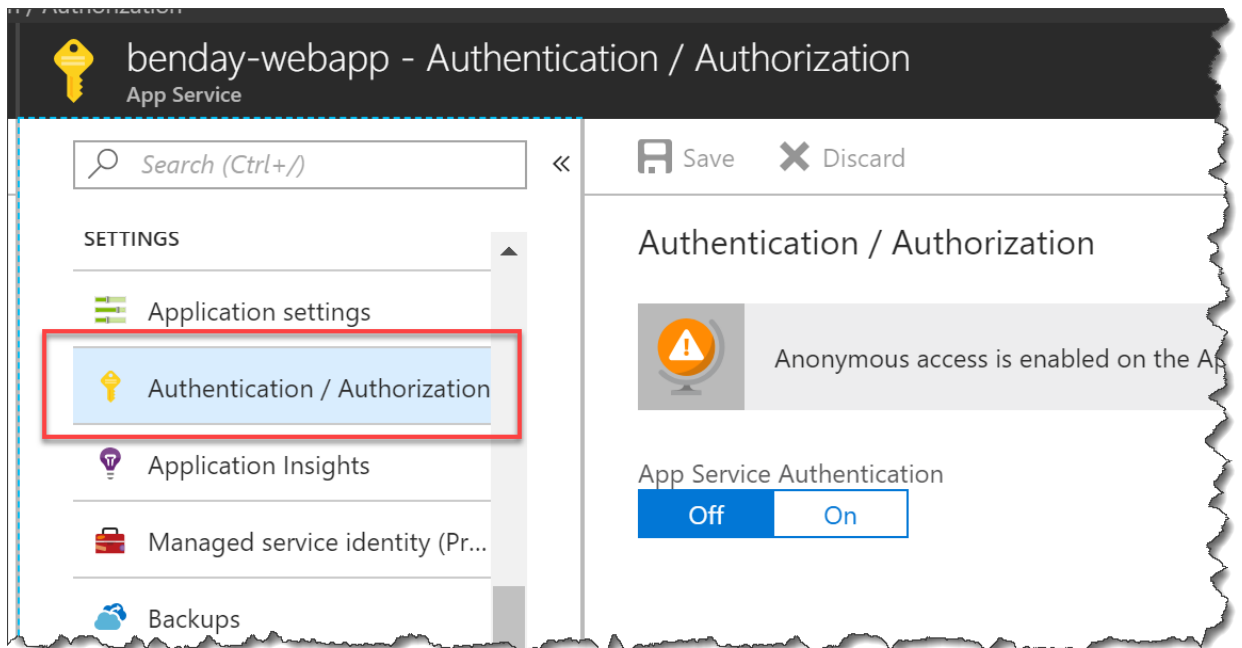 / Authorization
benday-webapp - Authentication / Authorization
App Service
Search (Ctrl+/)
«
Save
Discard
SETTINGS
Application settings
Authentication / Authorization
Application Insights
Managed service identity (Pr...
Backups
Authentication / Authorization
Anonymous access is enabled on the
App Service Authentication
Off
On